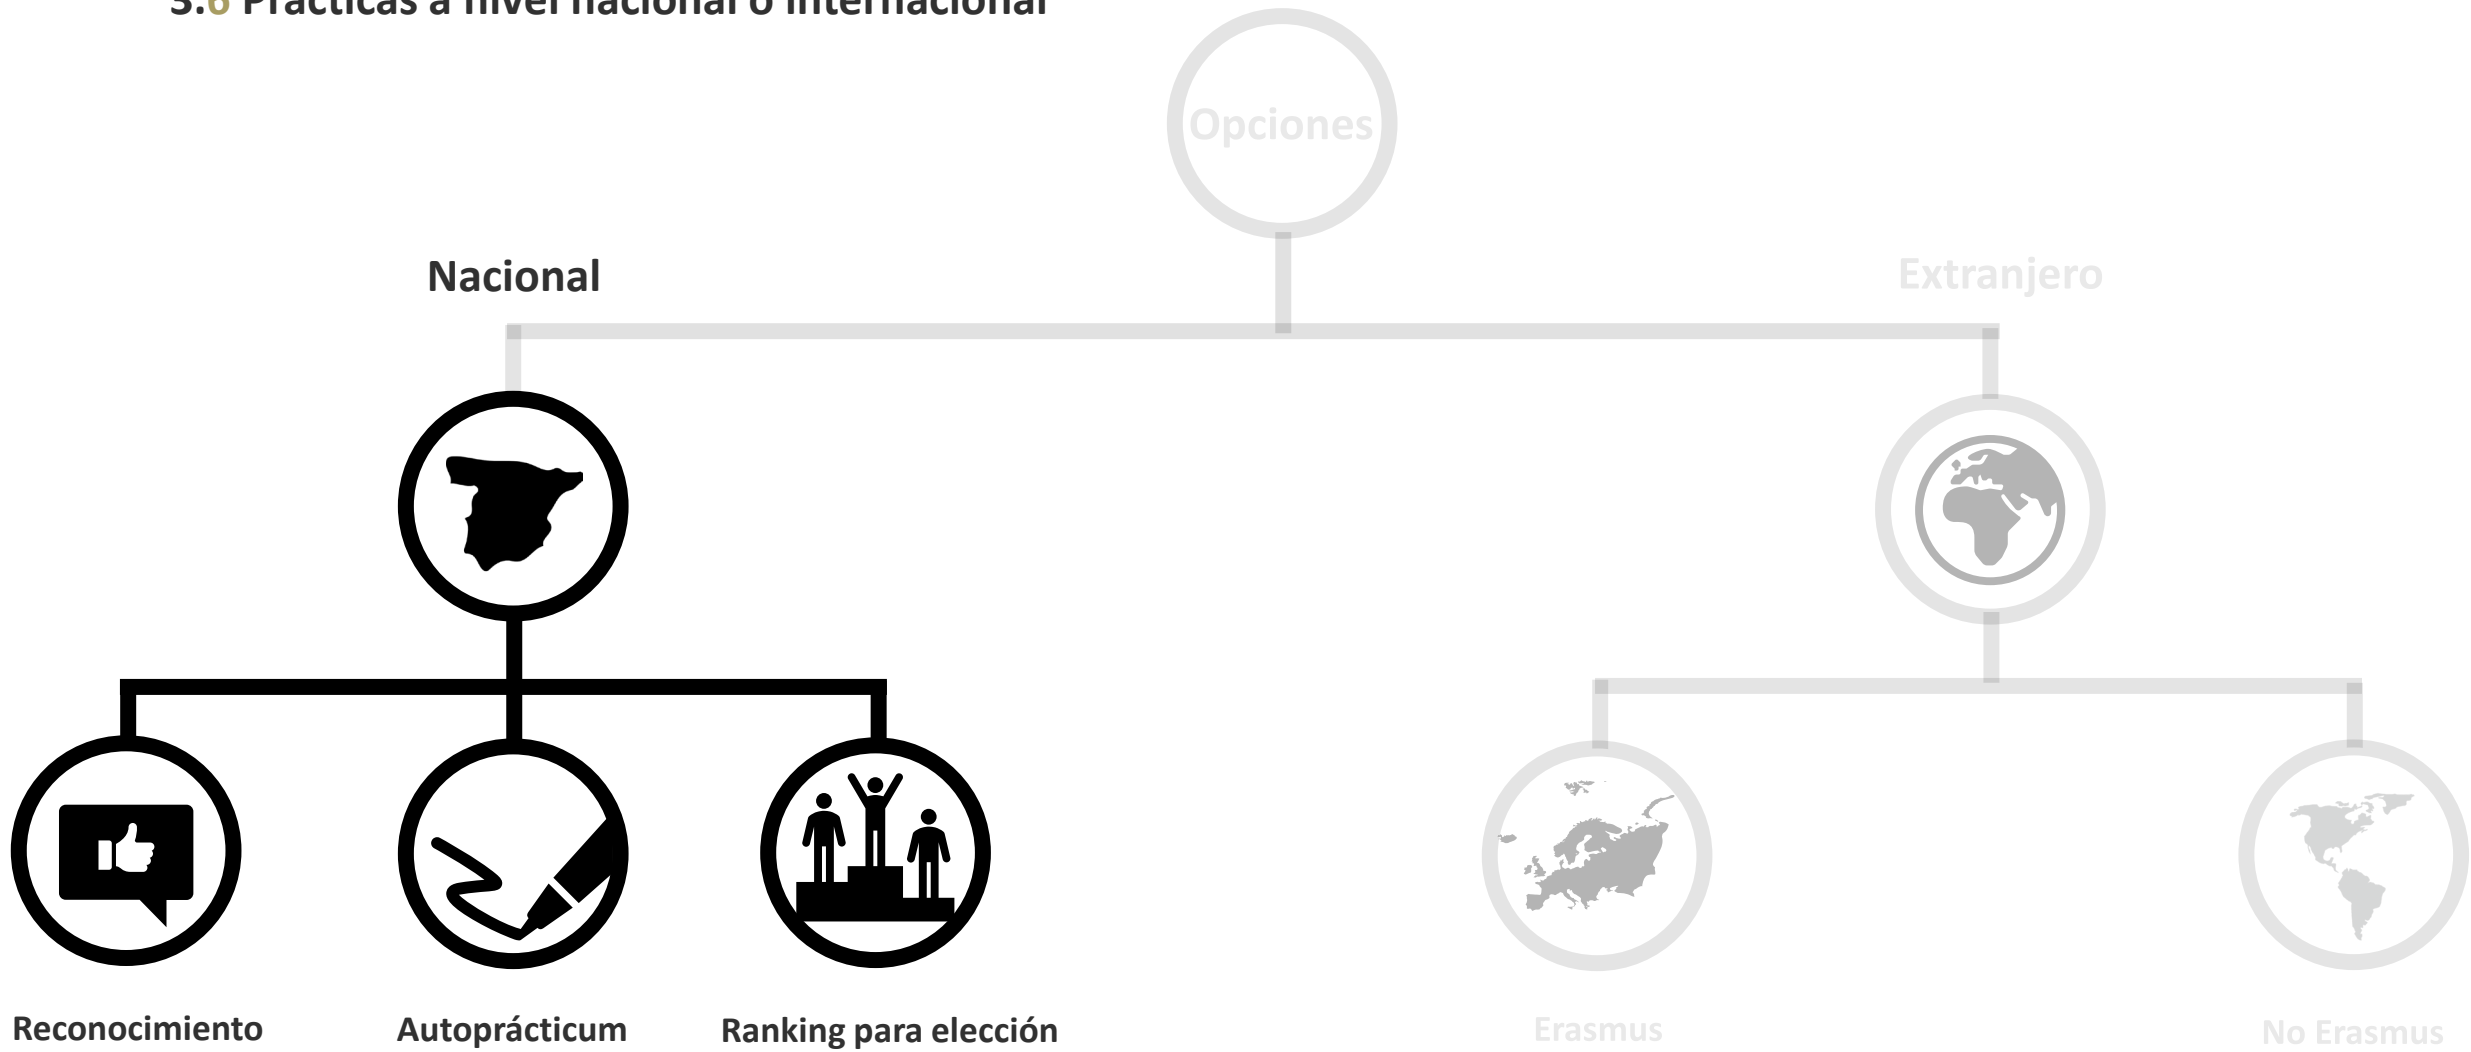 3.6 Prácticas a nivel nacional o internacional
Opciones
Nacional
Extranjero
Reconocimiento
Autoprácticum
Ranking para elección
Erasmus
No Erasmus